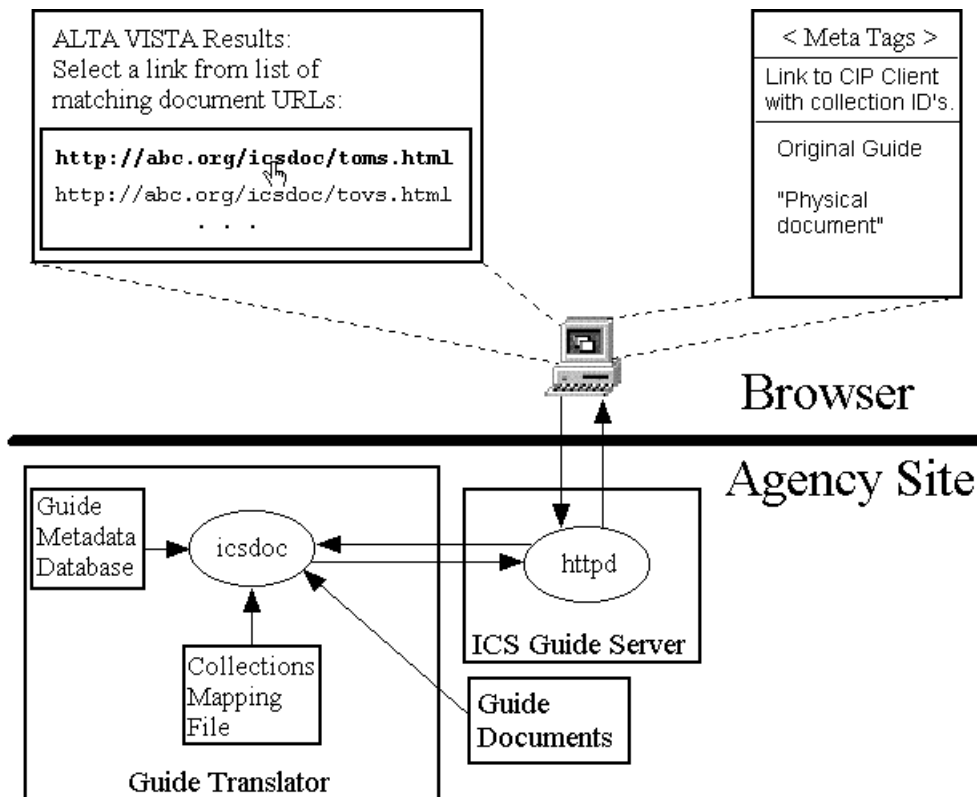 ALTA VISTA Results:
Select a link from list of
matching document URLs:
http://abc.org/icsdoc/toms.html
http://abc.org/icsdoc/tovs.html
. . .
< Meta Tags >
Link to CIP Client
with collection ID's.
Original Guide
"Physical
document"
Browser
Agency Site
Guide
Metadata
Database
icsdoc
httpd
ICS Guide Server
Collections
Mapping
File
Guide
Documents
Guide Translator